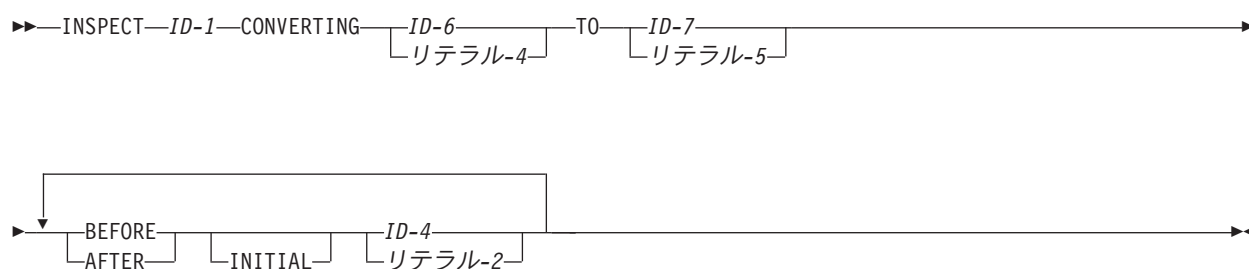 INSPECT ID-1 CONVERTING ID-6 TO ID-7
リテラル-4 リテラル-5
BEFORE ID-4
AFTER INITIAL リテラル-2